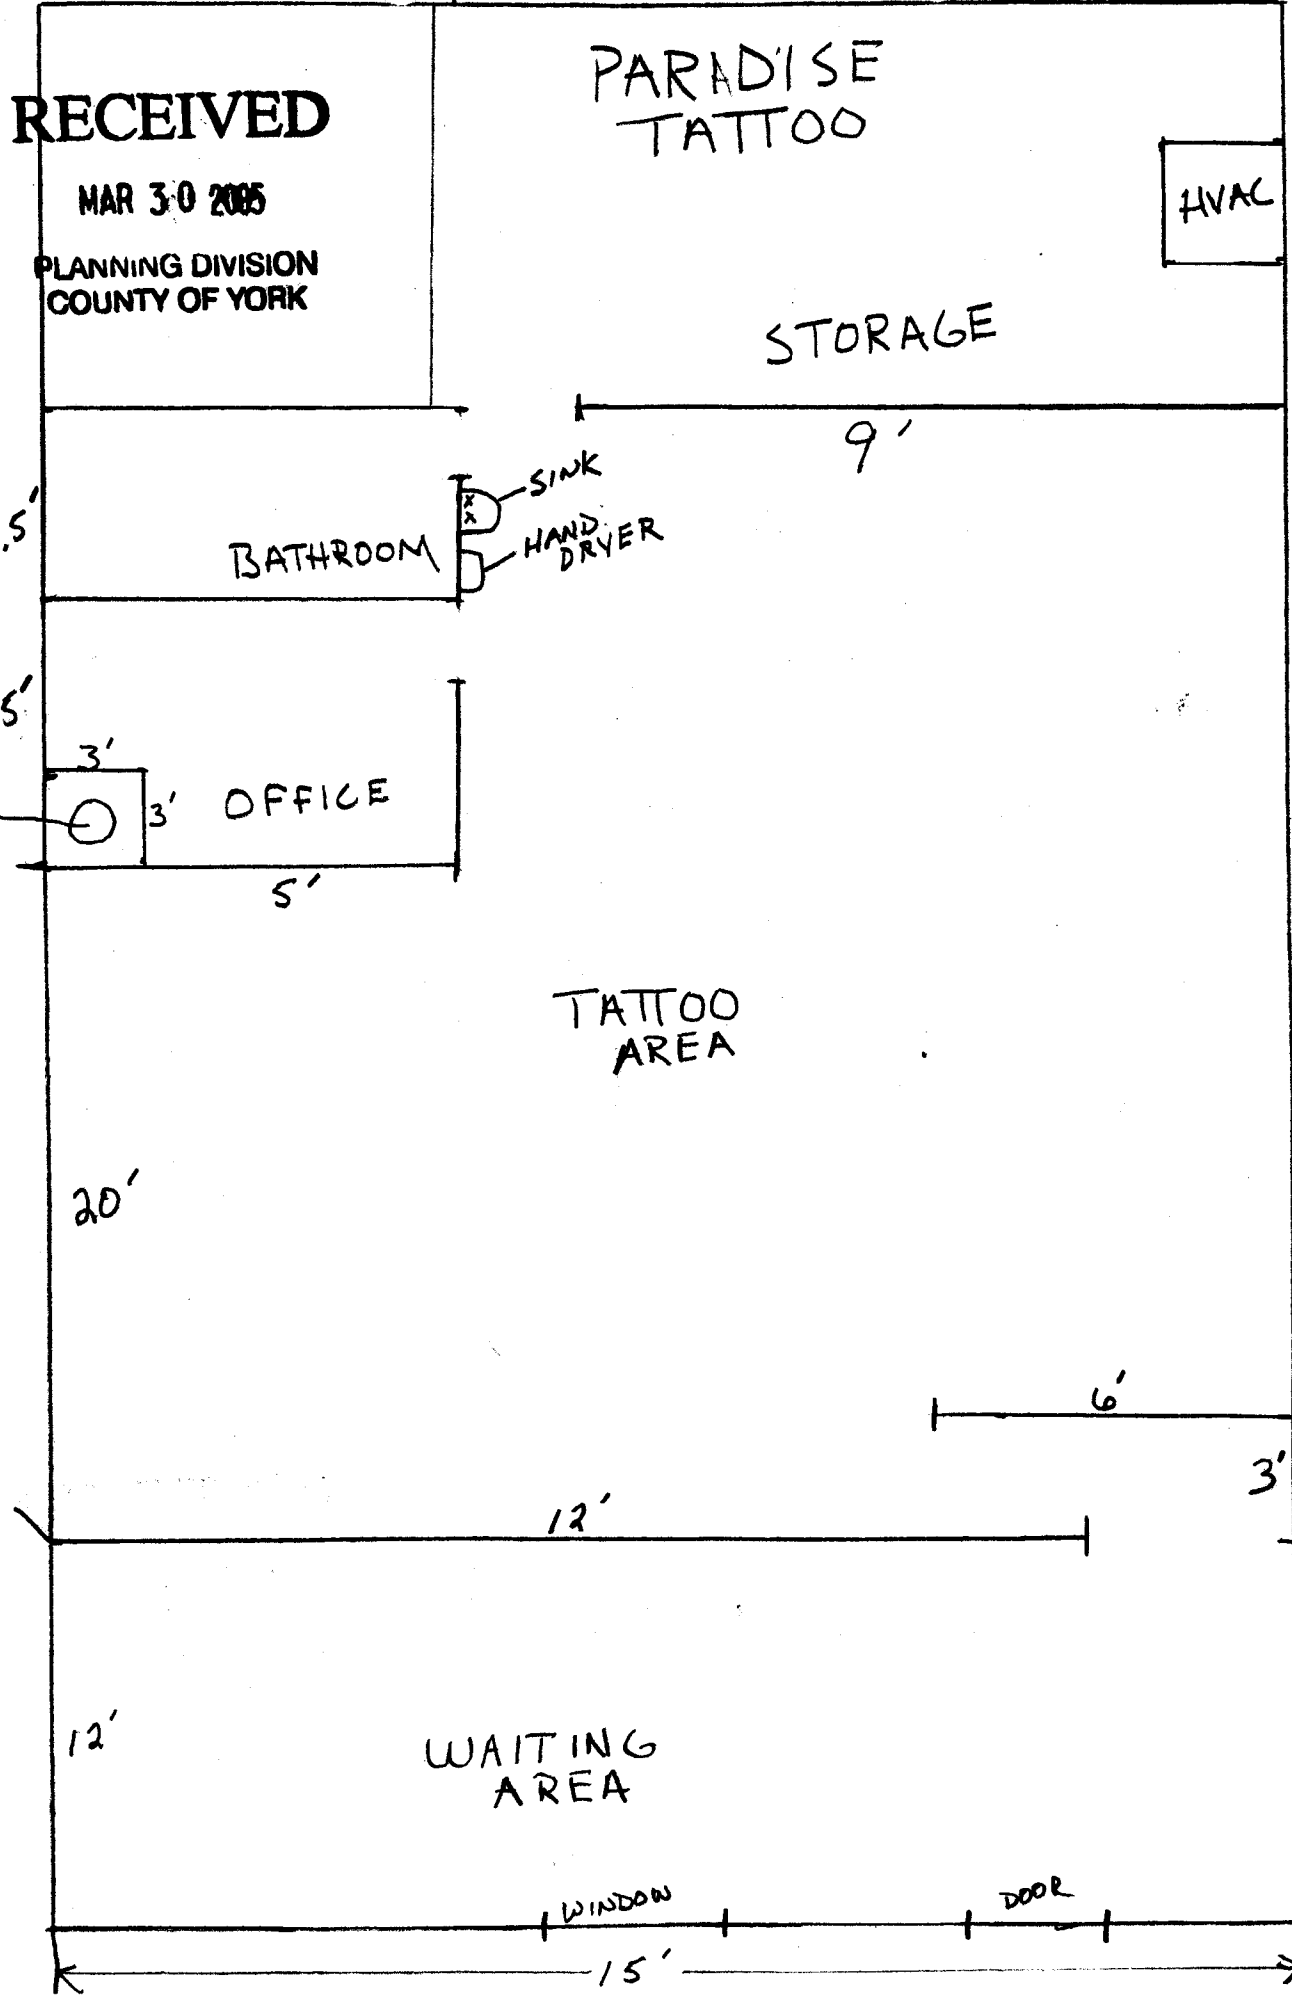 PARADISE
TATTOO
RECEIVED
MAR 30 2005
PLANNING DIVISION
COUNTY OF YORK
HVAC
STORAGE
9'
SINK
HAND
DRYER
BATHROOM
5'
5'
3'
3'
OFFICE
5'
TATTOO
AREA
20'
6'
3'
12'
12'
WAITING
AREA
WINDOW
DOOR
15'